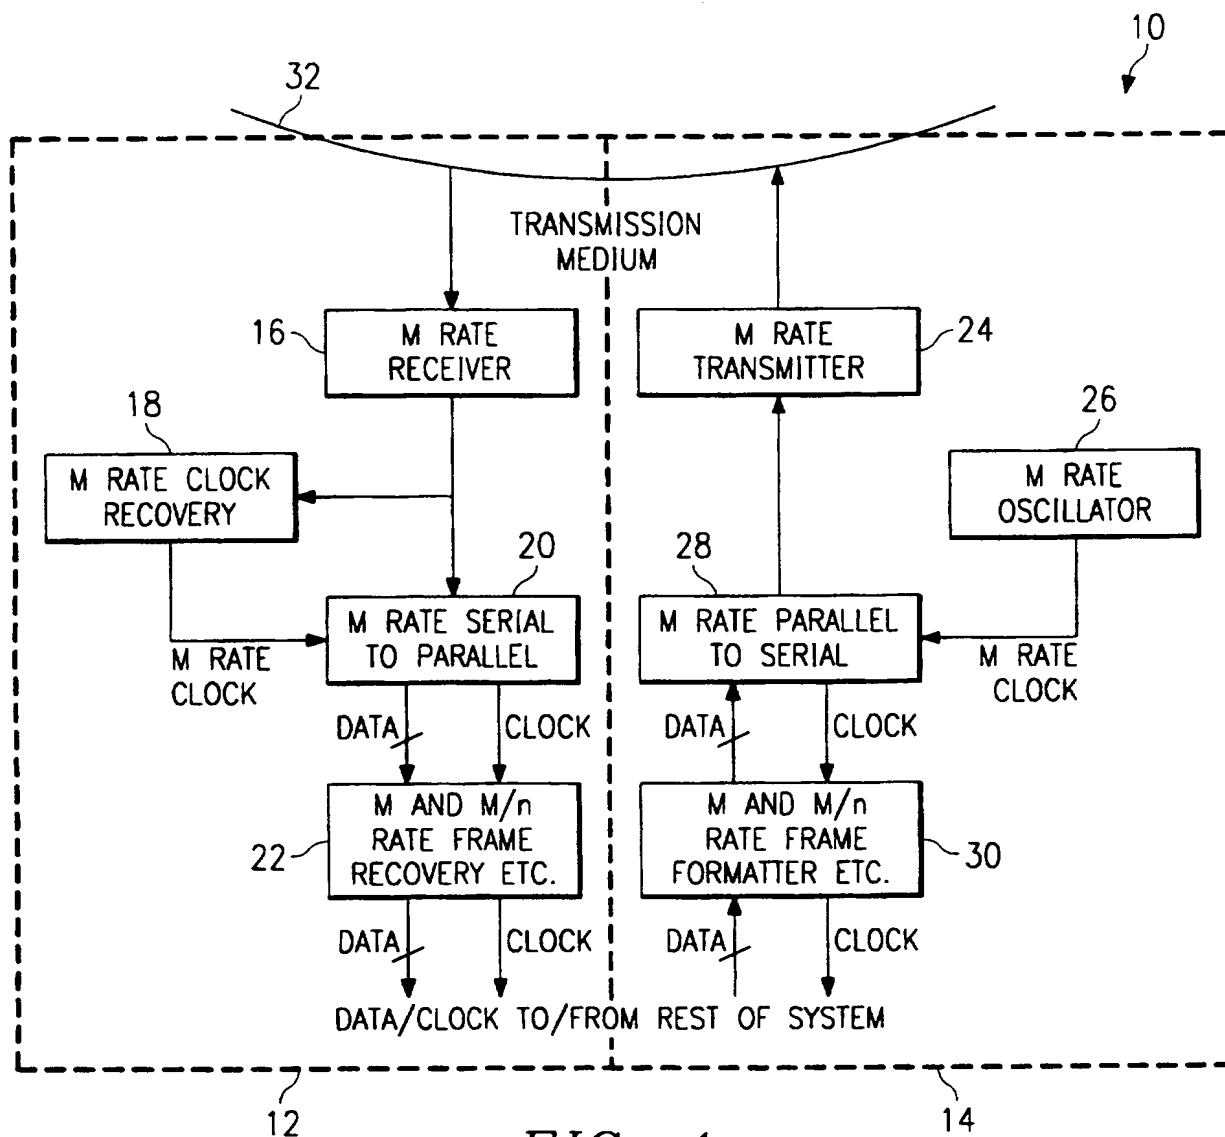 10
32
TRANSMISSION
MEDIUM
16
M RATE
RECEIVER
M RATE
TRANSMITTER
24
18
M RATE CLOCK
RECOVERY
26
M RATE
OSCILLATOR
20
M RATE SERIAL
TO PARALLEL
28
M RATE PARALLEL
TO SERIAL
M RATE
CLOCK
M RATE
CLOCK
DATA
CLOCK
DATA
CLOCK
22
M AND M/n
RATE FRAME
RECOVERY ETC.
M AND M/n
RATE FRAME
FORMATTER ETC.
30
DATA
CLOCK
DATA
CLOCK
DATA/CLOCK TO/FROM REST OF SYSTEM
12
14